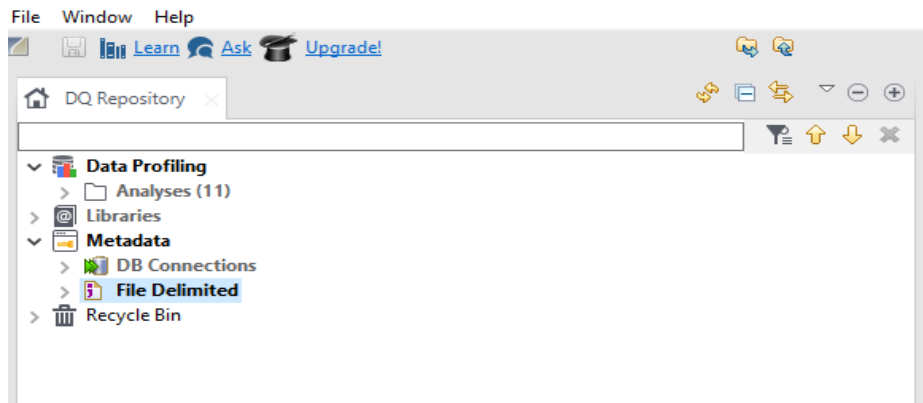 File Window Help
Learn Ask Upgrade!
DQ Repository
Data Profiling
Analyses (11)
Libraries
Metadata
DB Connections
File Delimited
Recycle Bin